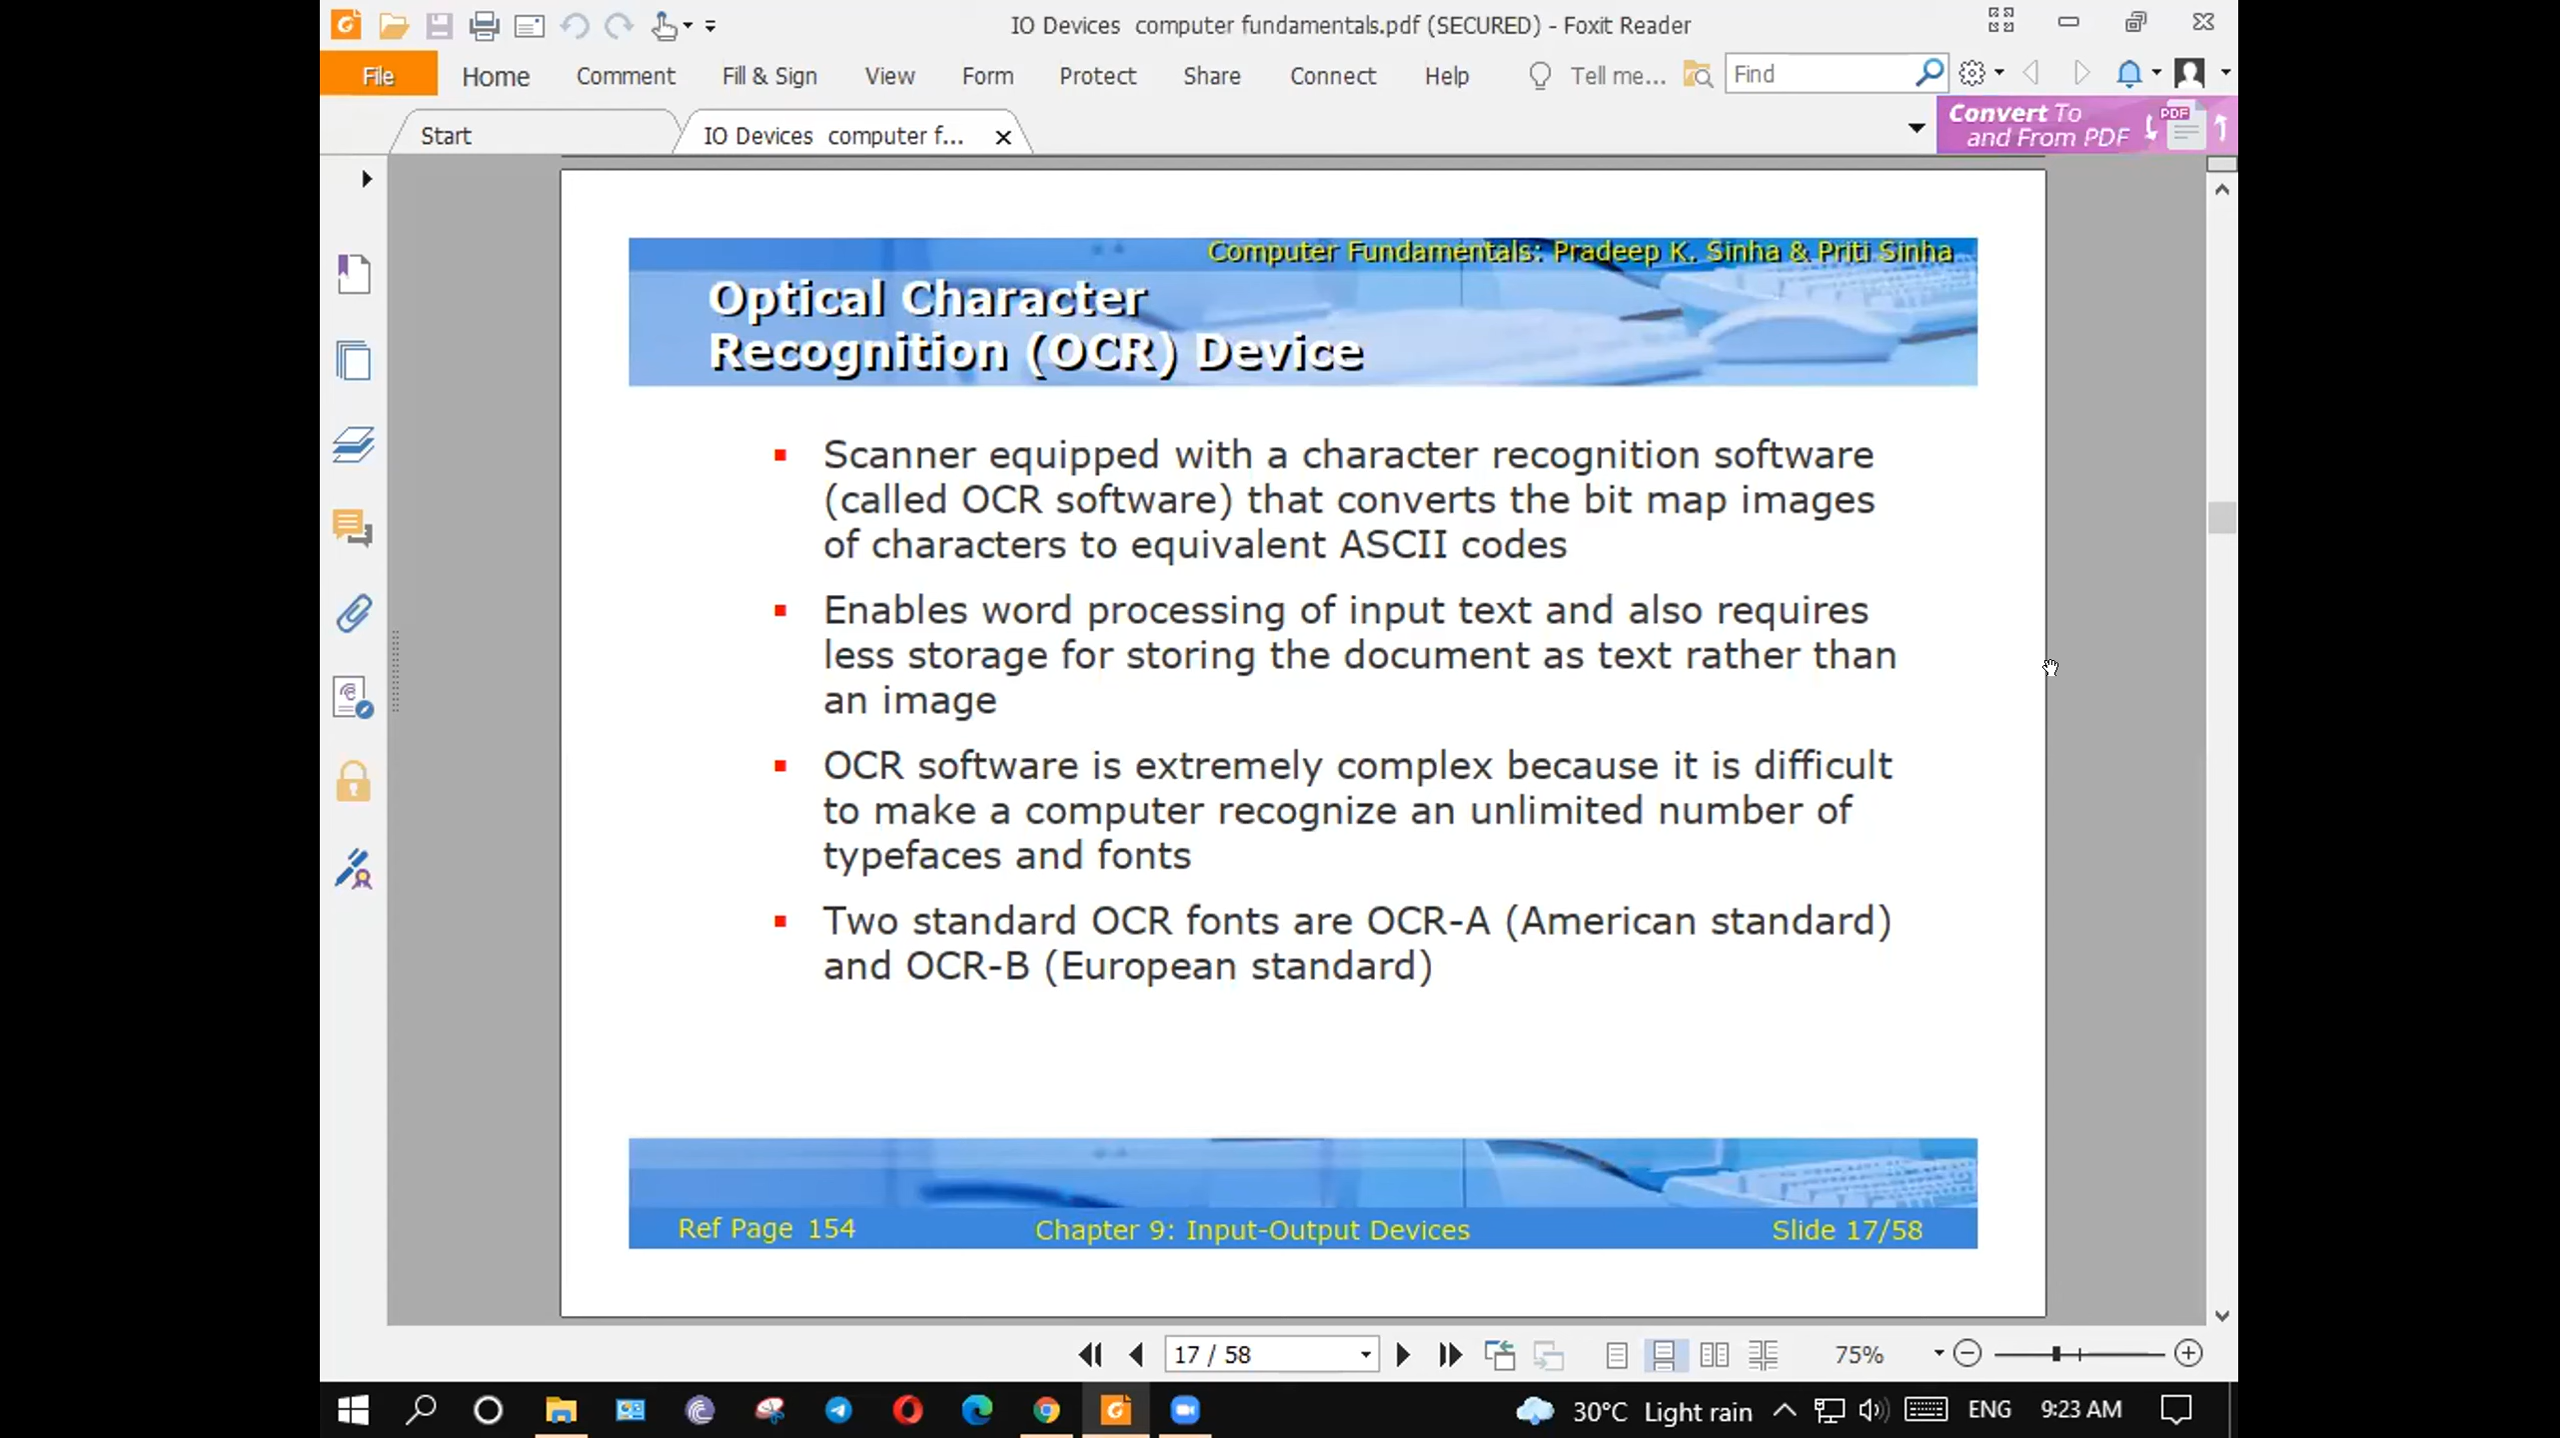 IO Devices  computer fundamentals.pdf (SECURED) - Foxit Reader
File Home Comment Fill & Sign View Form Protect Share Connect Help Tell me... Find
Start IO Devices  computer f...
Convert To
and From PDF
PDF
Computer Fundamentals: Pradeep K. Sinha & Priti Sinha
Optical Character
Recognition (OCR) Device
Scanner equipped with a character recognition software
(called OCR software) that converts the bit map images
of characters to equivalent ASCII codes
Enables word processing of input text and also requires
less storage for storing the document as text rather than
an image
OCR software is extremely complex because it is difficult
to make a computer recognize an unlimited number of
typefaces and fonts
Two standard OCR fonts are OCR-A (American standard)
and OCR-B (European standard)
Ref Page 154 Chapter 9: Input-Output Devices Slide 17/58
17 / 58 75%
30°C Light rain ENG 9:23 AM